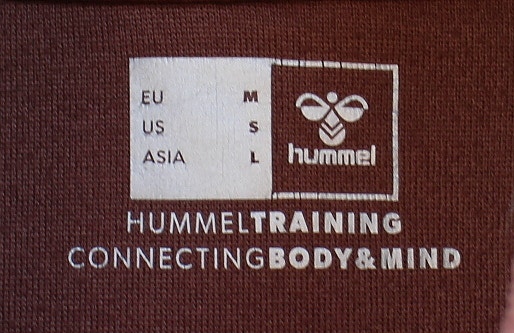 EU M
US S
ASIA L
hummel
HUMMELTRAINING
CONNECTINGBODY&MIND